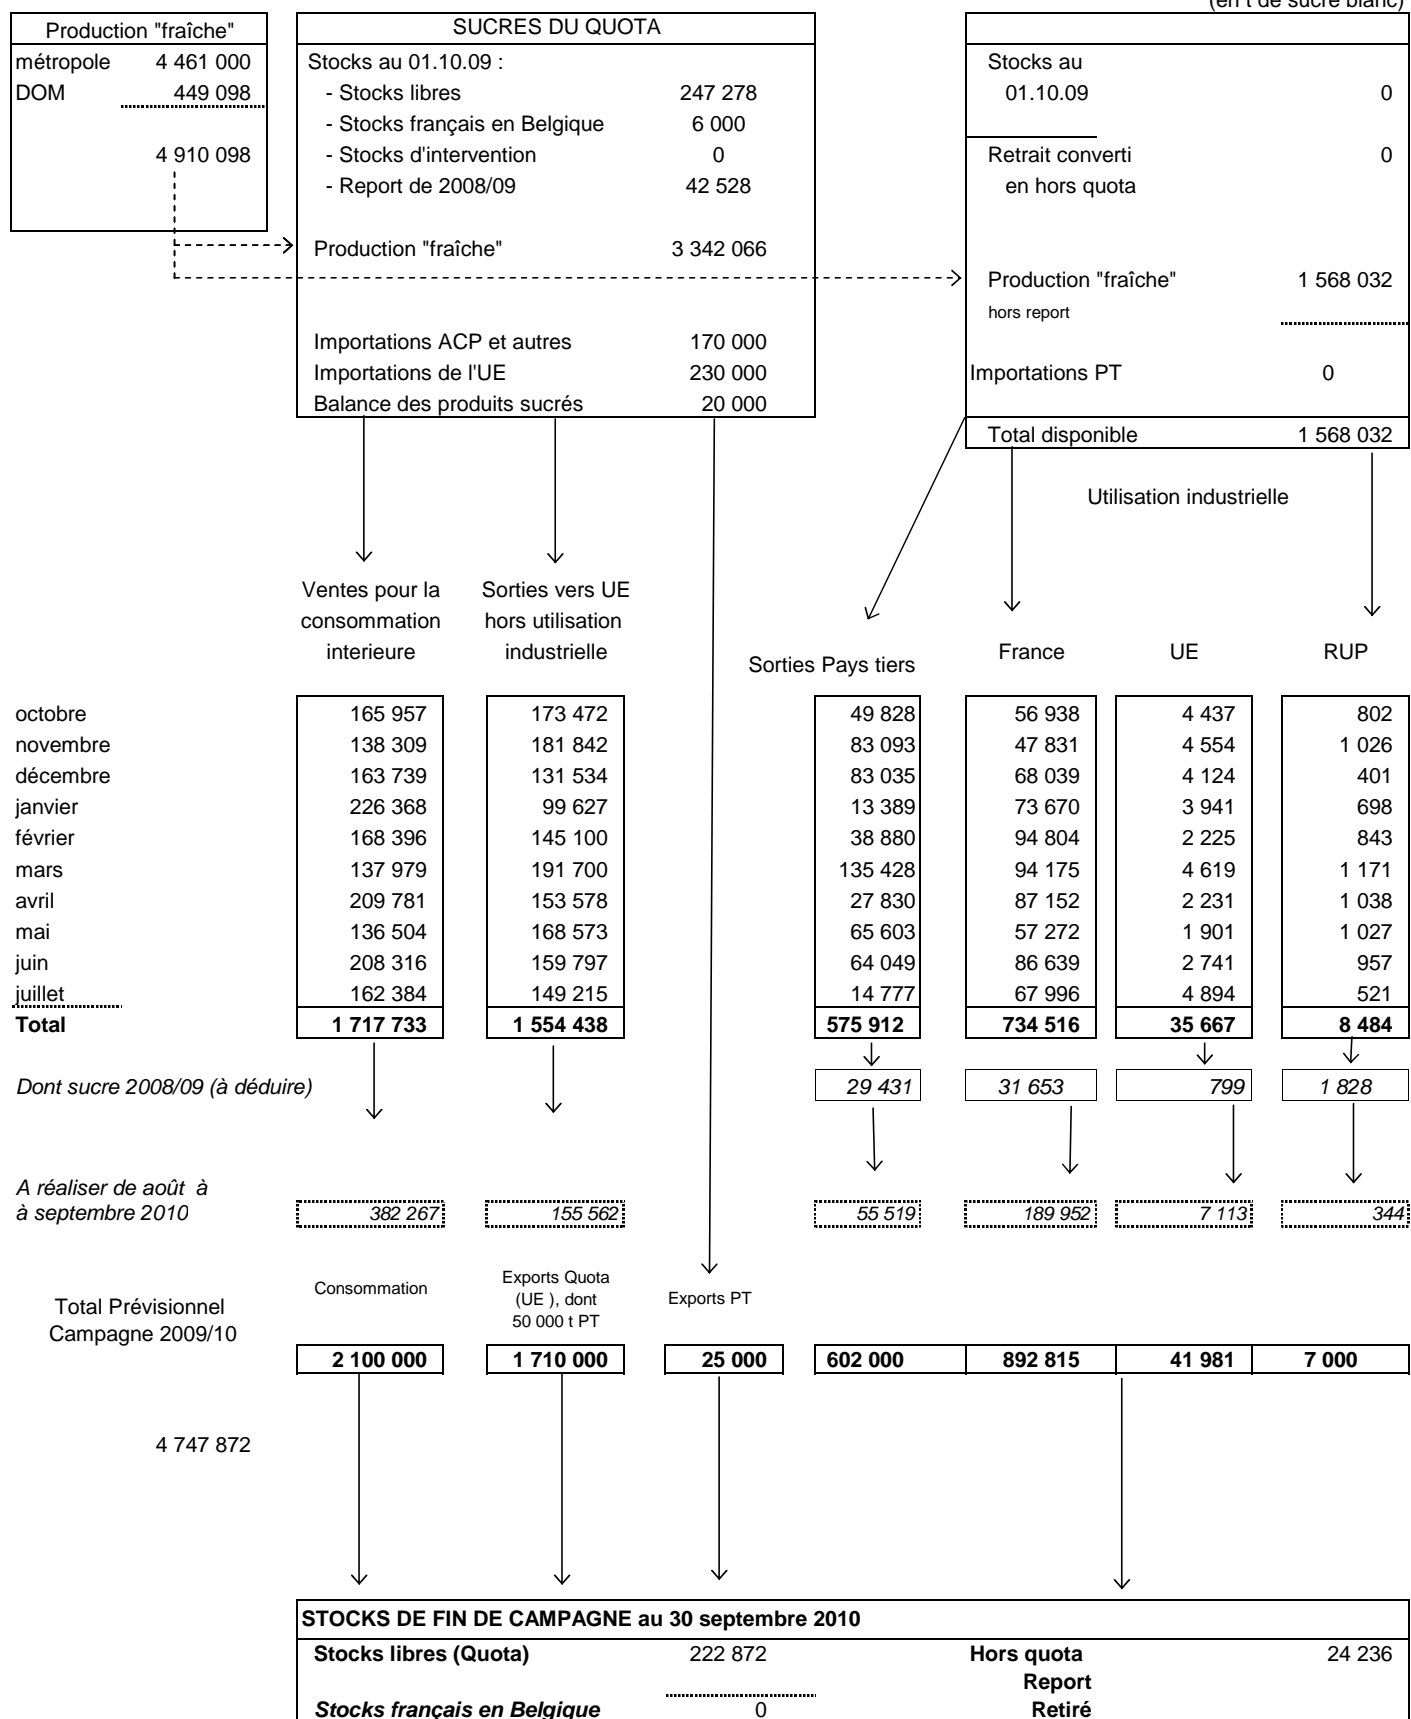 (en t de sucre blanc)
Production "fraîche"
métropole 4 461 000
DOM 449 098
4 910 098
SUCRES DU QUOTA
Stocks au 01.10.09 :
- Stocks libres 247 278
- Stocks français en Belgique 6 000
- Stocks d'intervention 0
- Report de 2008/09 42 528
Production "fraîche" 3 342 066
Importations ACP et autres 170 000
Importations de l'UE 230 000
Balance des produits sucrés 20 000
Stocks au
01.10.09 0
Retrait converti 0
en hors quota
Production "fraîche" 1 568 032
hors report
Importations PT 0
Total disponible 1 568 032
Utilisation industrielle
Ventes pour la
consommation
interieure
Sorties vers UE
hors utilisation
industrielle
Sorties Pays tiers
France UE RUP
octobre 165 957 173 472 49 828 56 938 4 437 802
novembre 138 309 181 842 83 093 47 831 4 554 1 026
décembre 163 739 131 534 83 035 68 039 4 124 401
janvier 226 368 99 627 13 389 73 670 3 941 698
février 168 396 145 100 38 880 94 804 2 225 843
mars 137 979 191 700 135 428 94 175 4 619 1 171
avril 209 781 153 578 27 830 87 152 2 231 1 038
mai 136 504 168 573 65 603 57 272 1 901 1 027
juin 208 316 159 797 64 049 86 639 2 741 957
juillet 162 384 149 215 14 777 67 996 4 894 521
Total 1 717 733 1 554 438 575 912 734 516 35 667 8 484
Dont sucre 2008/09 (à déduire) 29 431 31 653 799 1 828
A réaliser de août à
à septembre 2010 382 267 155 562 55 519 189 952 7 113 344
Total Prévisionnel
Campagne 2009/10
Consommation
Exports Quota
(UE ), dont
50 000 t PT
Exports PT
2 100 000 1 710 000 25 000 602 000 892 815 41 981 7 000
4 747 872
STOCKS DE FIN DE CAMPAGNE au 30 septembre 2010
Stocks libres (Quota) 222 872 Hors quota 24 236
Report
Stocks français en Belgique 0 Retiré